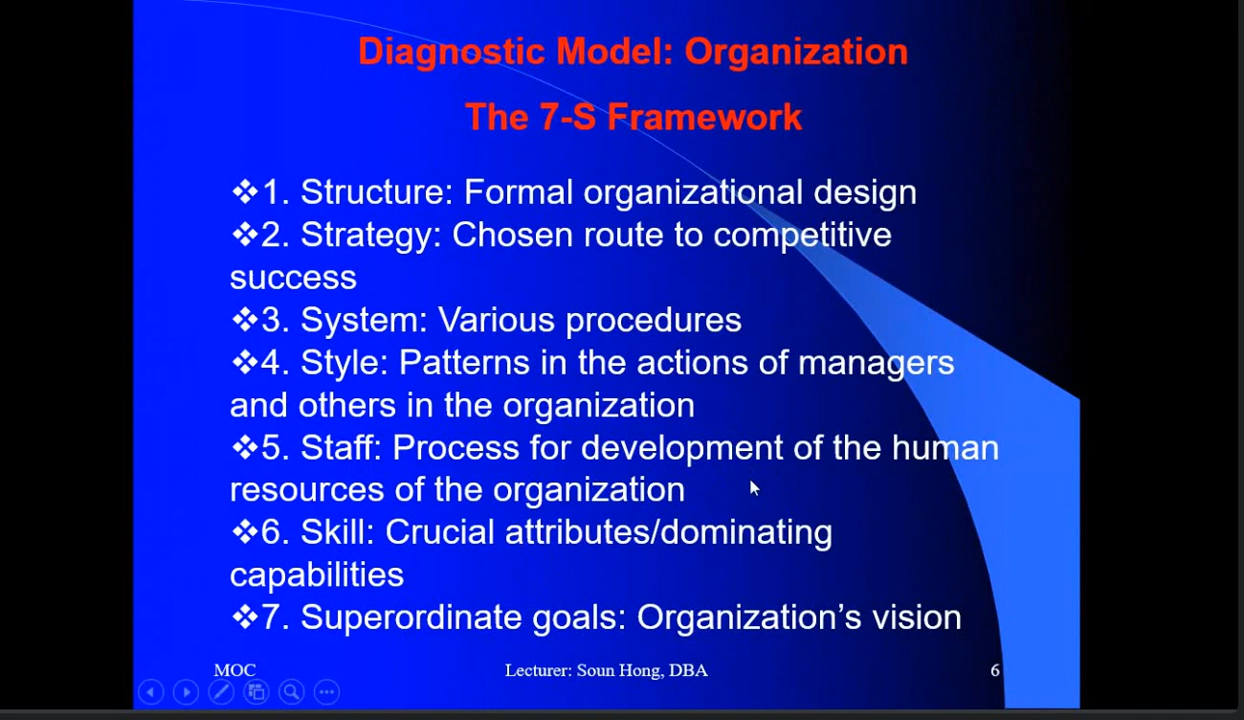 Diagnostic Model: Organization
The 7-S Framework
❖1. Structure: Formal organizational design
❖2. Strategy: Chosen route to competitive
success
❖3. System: Various procedures
❖4. Style: Patterns in the actions of managers
and others in the organization
❖5. Staff: Process for development of the human
resources of the organization
❖6. Skill: Crucial attributes/dominating
capabilities
❖7. Superordinate goals: Organization’s vision
MOC
Lecturer: Soun Hong, DBA
6